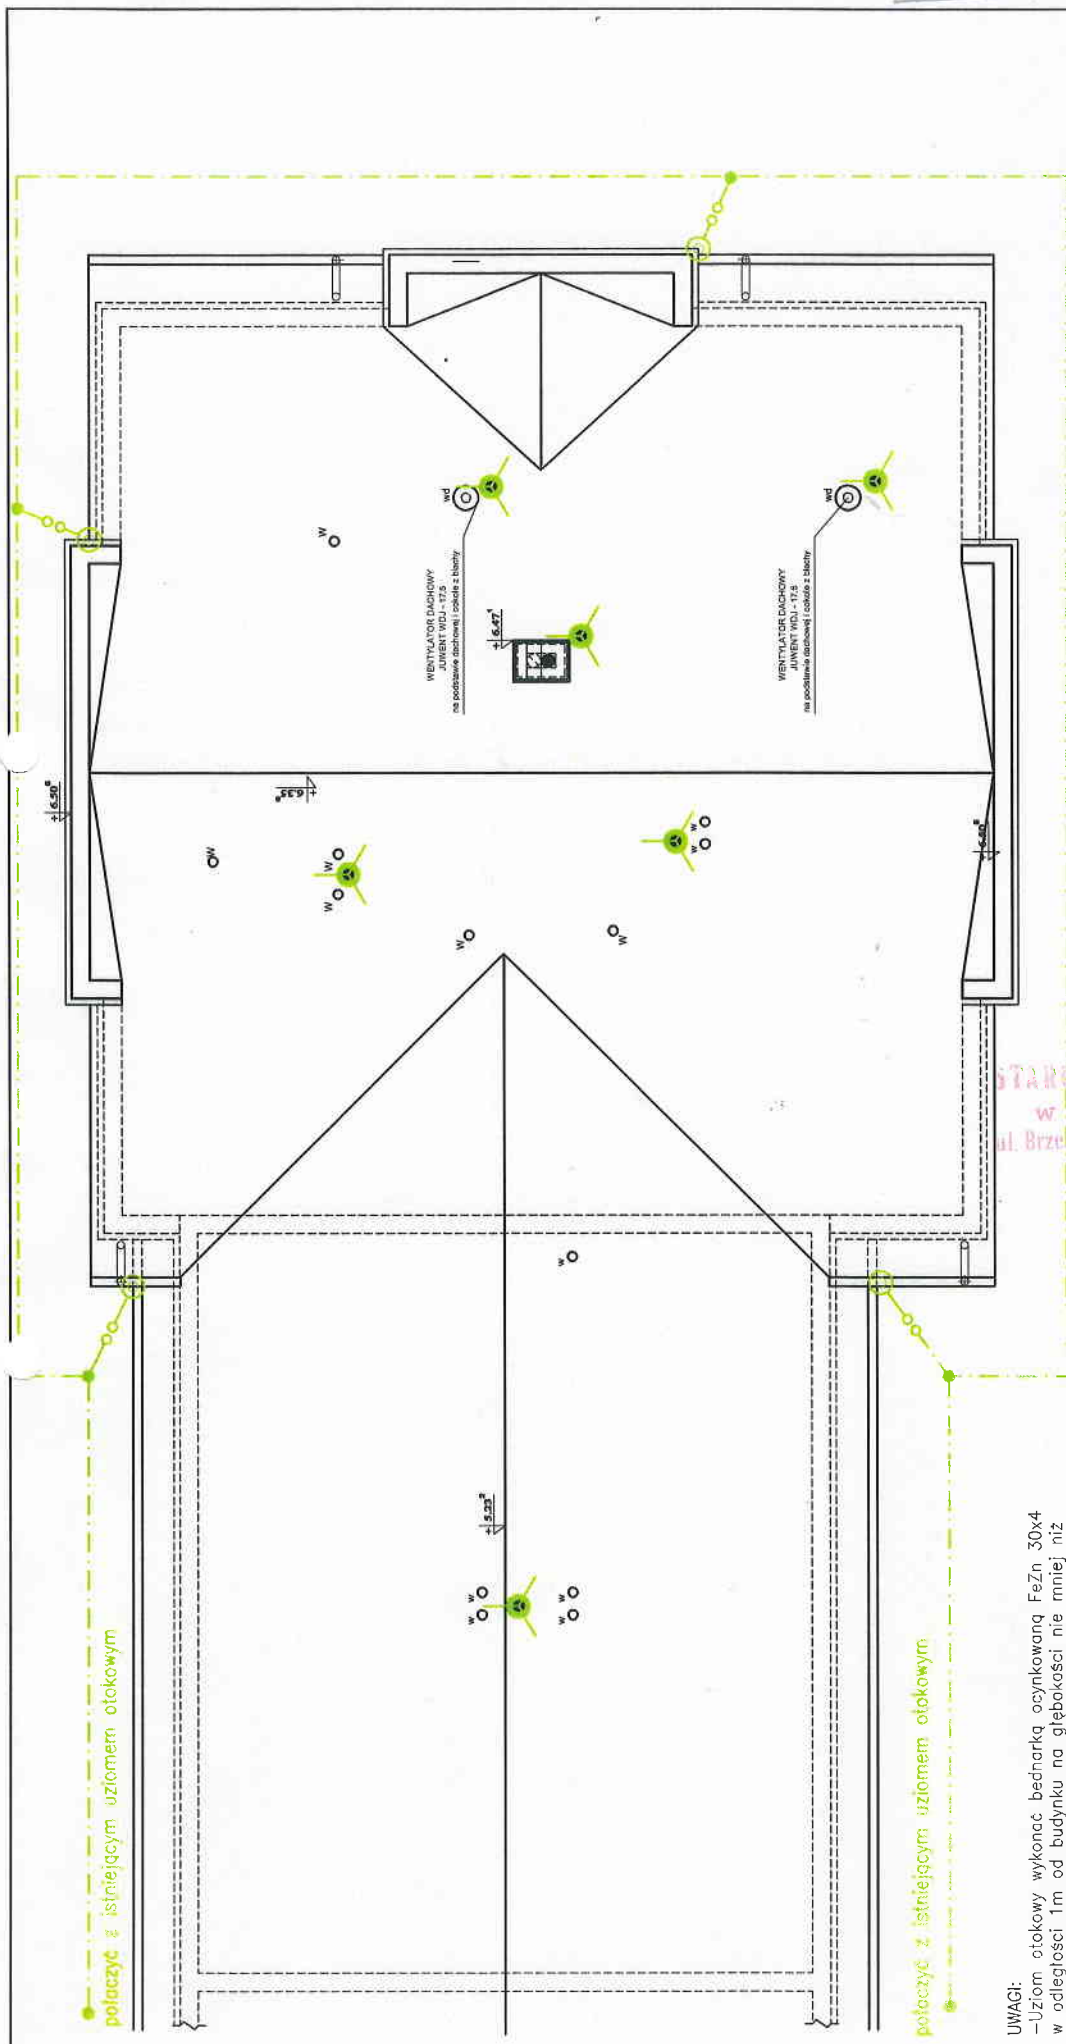 połączyć z istniejącym uziomem otokowym
połączyć z istniejącym uziomem otokowym
WENTYLATOR DACHOWY
JUWENT WDJ - 17.5
na podstawie dachowej i cokole z blachy
wd
WENTYLATOR DACHOWY
JUWENT WDJ - 17.5
na podstawie dachowej i cokole z blachy
wd
W
+ 6.47
+ 6.50
+ 6.35
+ 6.50
W
W
W
W
W
W
W
W
+ 5.23
W
W
W
W
UWAGI:
-Uziom otokowy wykonać bednarką ocynkowaną FeZn 30x4
w odległości 1m od budynku na głębokości nie mniej niż
w
ul. Brze